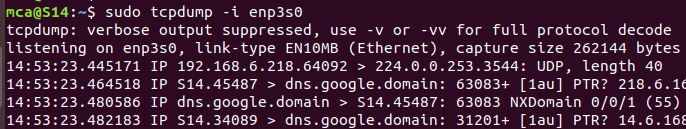 mca@S14:~$ sudo tcpdump -i enp3s0
tcpdump: verbose output suppressed, use -v or -vv for full protocol decode
listening on enp3s0, link-type EN10MB (Ethernet), capture size 262144 bytes
14:53:23.445171 IP 192.168.6.218.64092 > 224.0.0.253.3544: UDP, length 40
14:53:23.464518 IP S14.45487 > dns.google.domain: 63083+ [1au] PTR? 218.6.16
14:53:23.480586 IP dns.google.domain > S14.45487: 63083 NXDomain 0/0/1 (55)
14:53:23.482183 IP S14.34089 > dns.google.domain: 31201+ [1au] PTR? 14.6.168